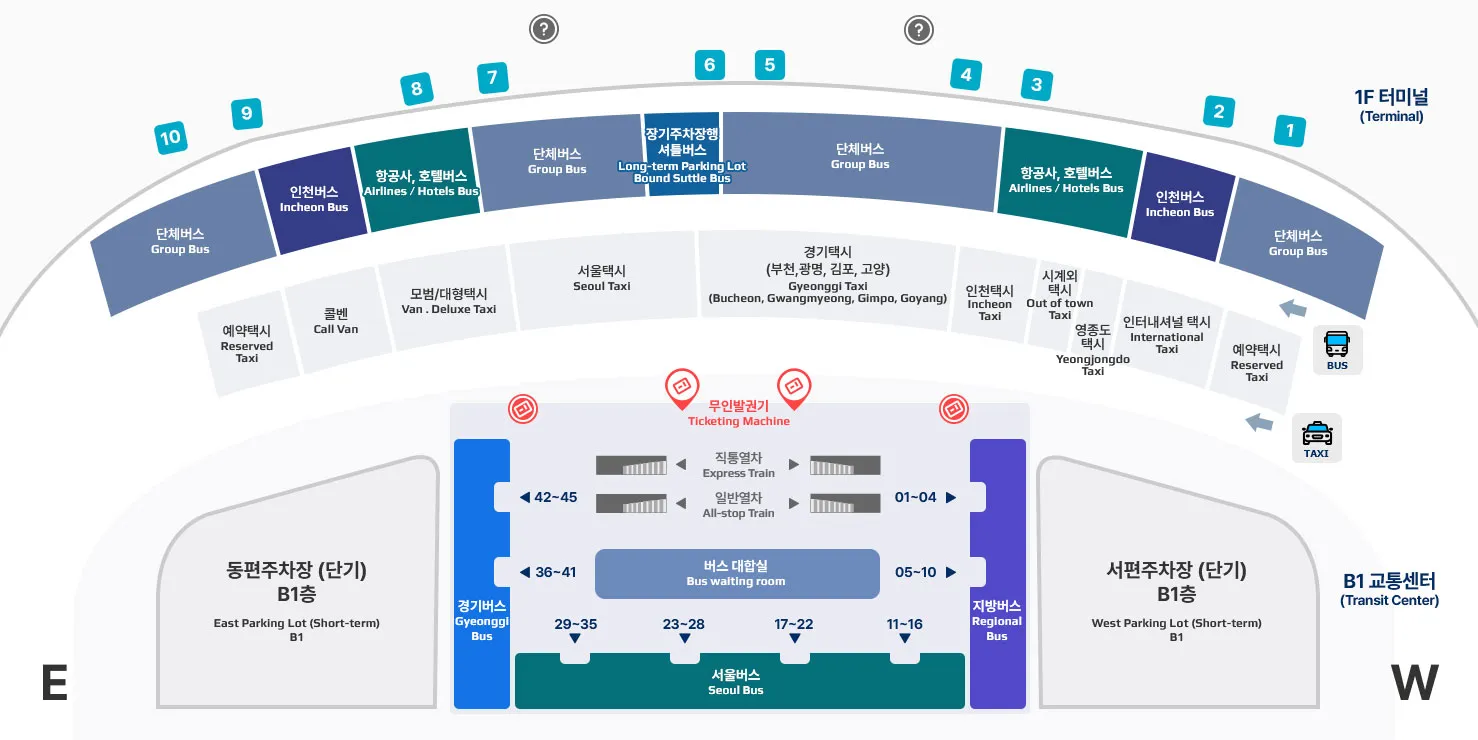 ?
?
10
9
8
7
6
5
4
3
2
1
1F 터미널
(Terminal)
단체버스
Group Bus
인천버스
Incheon Bus
항공사, 호텔버스
Airlines / Hotels Bus
단체버스
Group Bus
장기주차장행
셔틀버스
Long-term Parking Lot
Bound Suttle Bus
단체버스
Group Bus
항공사, 호텔버스
Airlines / Hotels Bus
인천버스
Incheon Bus
단체버스
Group Bus
예약택시
Reserved
Taxi
콜벤
Call Van
모범/대형택시
Van . Deluxe Taxi
서울택시
Seoul Taxi
경기택시
(부천,광명, 김포, 고양)
Gyeonggi Taxi
(Bucheon, Gwangmyeong, Gimpo, Goyang)
인천택시
Incheon
Taxi
시계외
택시
Out of town
Taxi
영종도
택시
Yeongjongdo
Taxi
인터내셔널 택시
International
Taxi
예약택시
Reserved
Taxi
BUS
TAXI
무인발권기
Ticketing Machine
직통열차
Express Train
일반열차
All-stop Train
42~45
01~04
36~41
05~10
버스 대합실
Bus waiting room
29~35
23~28
17~22
11~16
경기버스
Gyeonggi
Bus
지방버스
Regional
Bus
서울버스
Seoul Bus
동편주차장 (단기)
B1층
East Parking Lot (Short-term)
B1
서편주차장 (단기)
B1층
West Parking Lot (Short-term)
B1
B1 교통센터
(Transit Center)
E
W